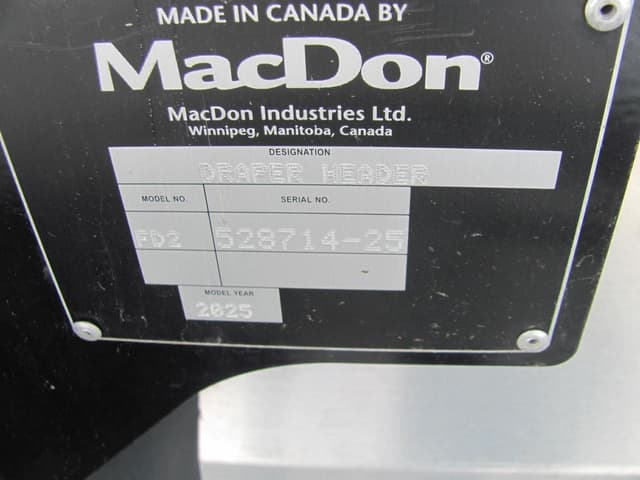 MADE IN CANADA BY
MacDon®
MacDon Industries Ltd.
Winnipeg, Manitoba, Canada
DESIGNATION
DRAPER HEADER
MODEL NO. SERIAL NO.
FD2 528714-25
MODEL YEAR
2025